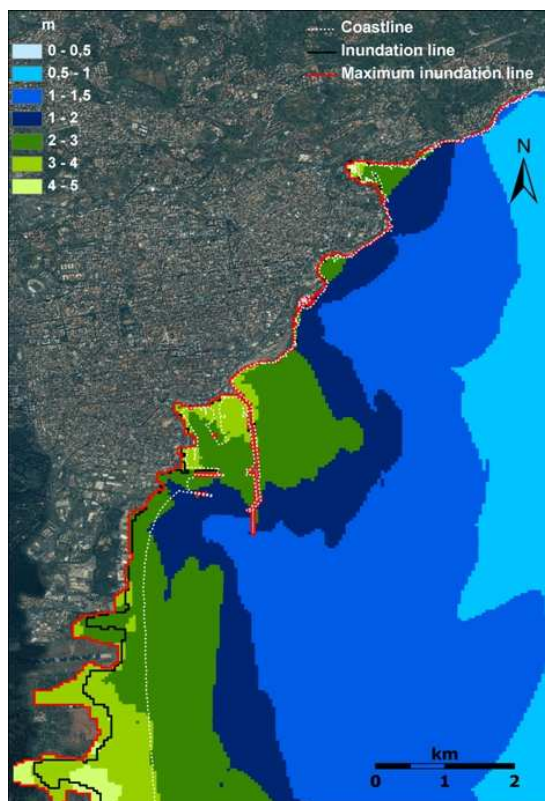 m
0 - 0,5
0,5 - 1
1 - 1,5
1 - 2
2 - 3
3 - 4
4 - 5
Coastline
Inundation line
Maximum inundation line
N
km
0 1 2